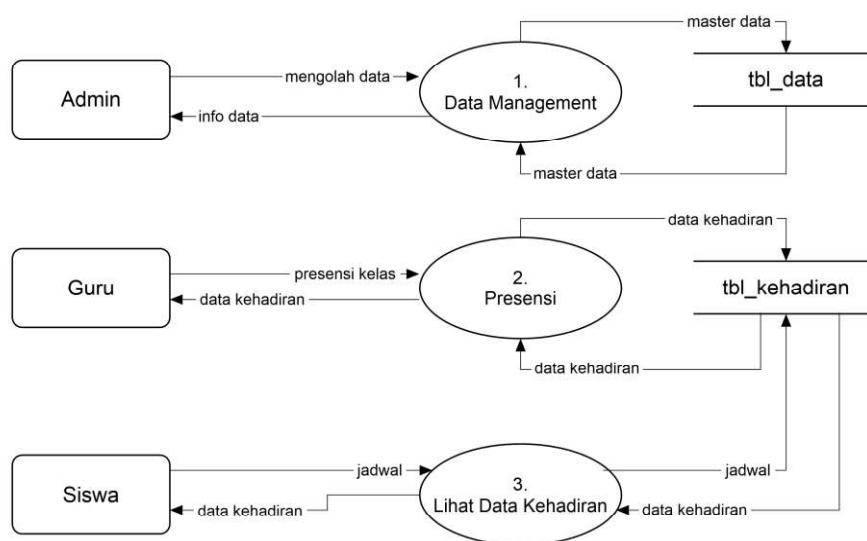 master data
Admin
mengolah data
1.
Data Management
tbl_data
info data
master data
data kehadiran
Guru
presensi kelas
2.
Presensi
tbl_kehadiran
data kehadiran
data kehadiran
Siswa
jadwal
3.
Lihat Data Kehadiran
jadwal
data kehadiran
data kehadiran